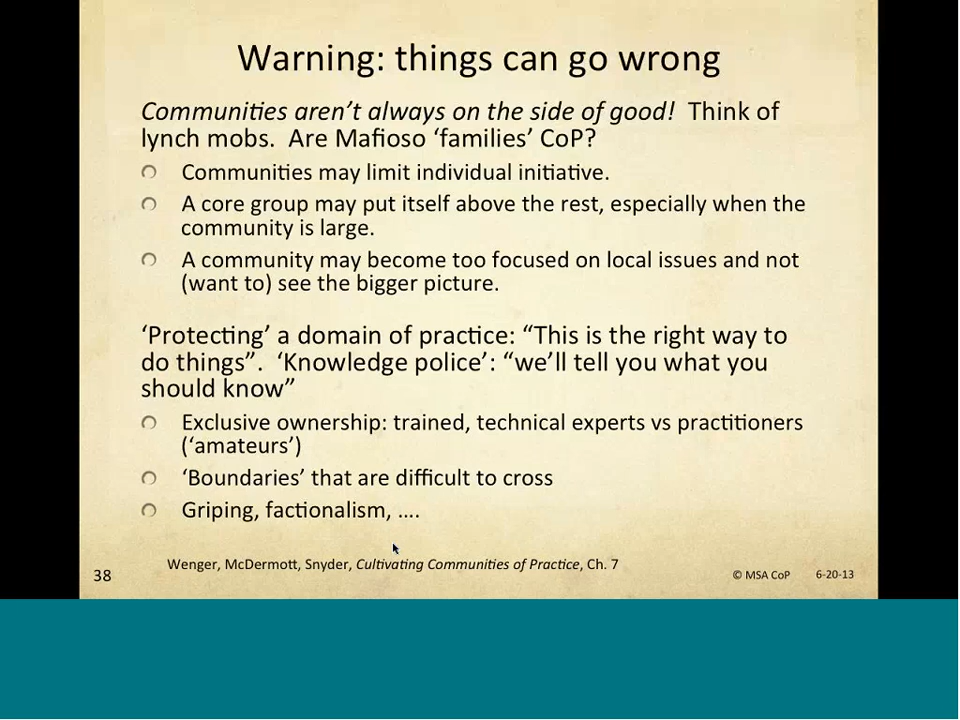 Warning: things can go wrong
Communities aren’t always on the side of good! Think of
lynch mobs. Are Mafioso ‘families’ CoP?
Communities may limit individual initiative.
A core group may put itself above the rest, especially when the
community is large.
A community may become too focused on local issues and not
(want to) see the bigger picture.
‘Protecting’ a domain of practice: “This is the right way to
do things”. ‘Knowledge police’: “we’ll tell you what you
should know”
Exclusive ownership: trained, technical experts vs practitioners
(‘amateurs’)
‘Boundaries’ that are difficult to cross
Griping, factionalism, ....
Wenger, McDermott, Snyder, Cultivating Communities of Practice, Ch. 7
38
© MSA CoP 6-20-13